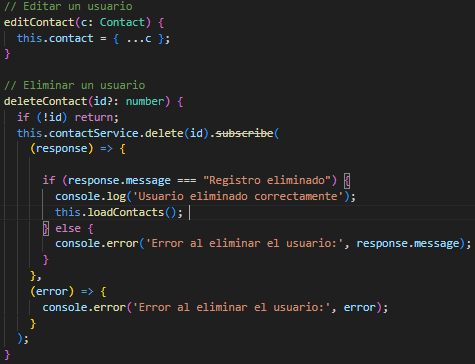 // Editar un usuario
editContact(c: Contact) {
  this.contact = { ...c };
}

// Eliminar un usuario
deleteContact(id?: number) {
  if (!id) return;
  this.contactService.delete(id).subscribe(
    (response) => {

      if (response.message === "Registro eliminado") {
        console.log('Usuario eliminado correctamente');
        this.loadContacts();
      } else {
        console.error('Error al eliminar el usuario:', response.message);
      }
    },
    (error) => {
      console.error('Error al eliminar el usuario:', error);
    }
  );
}